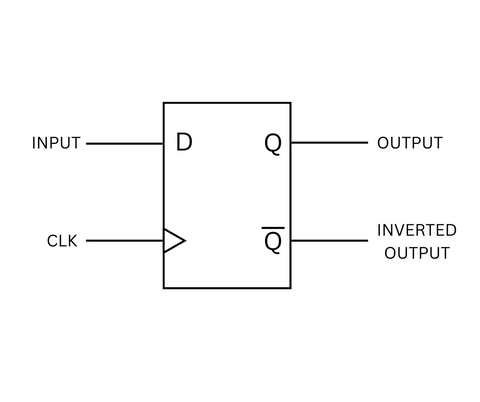 INPUT
D
Q
OUTPUT
CLK
Q̅
INVERTED
OUTPUT